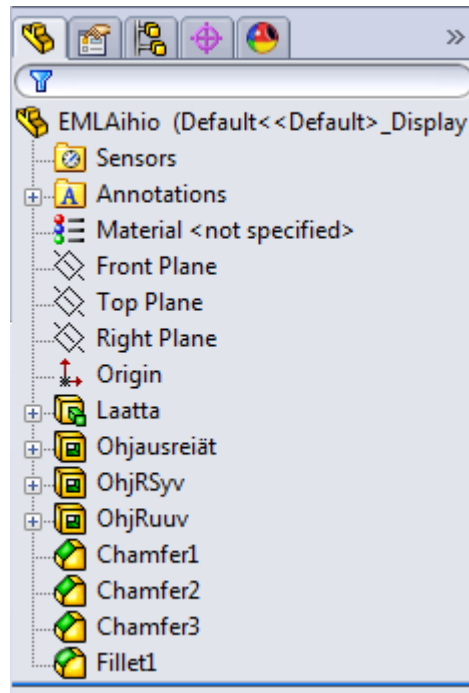 EMLAihio (Default<<Default>_Display
Sensors
A Annotations
Material <not specified>
Front Plane
Top Plane
Right Plane
Origin
Laatta
Ohjausreiät
OhjRSyv
OhjRuuv
Chamfer1
Chamfer2
Chamfer3
Fillet1